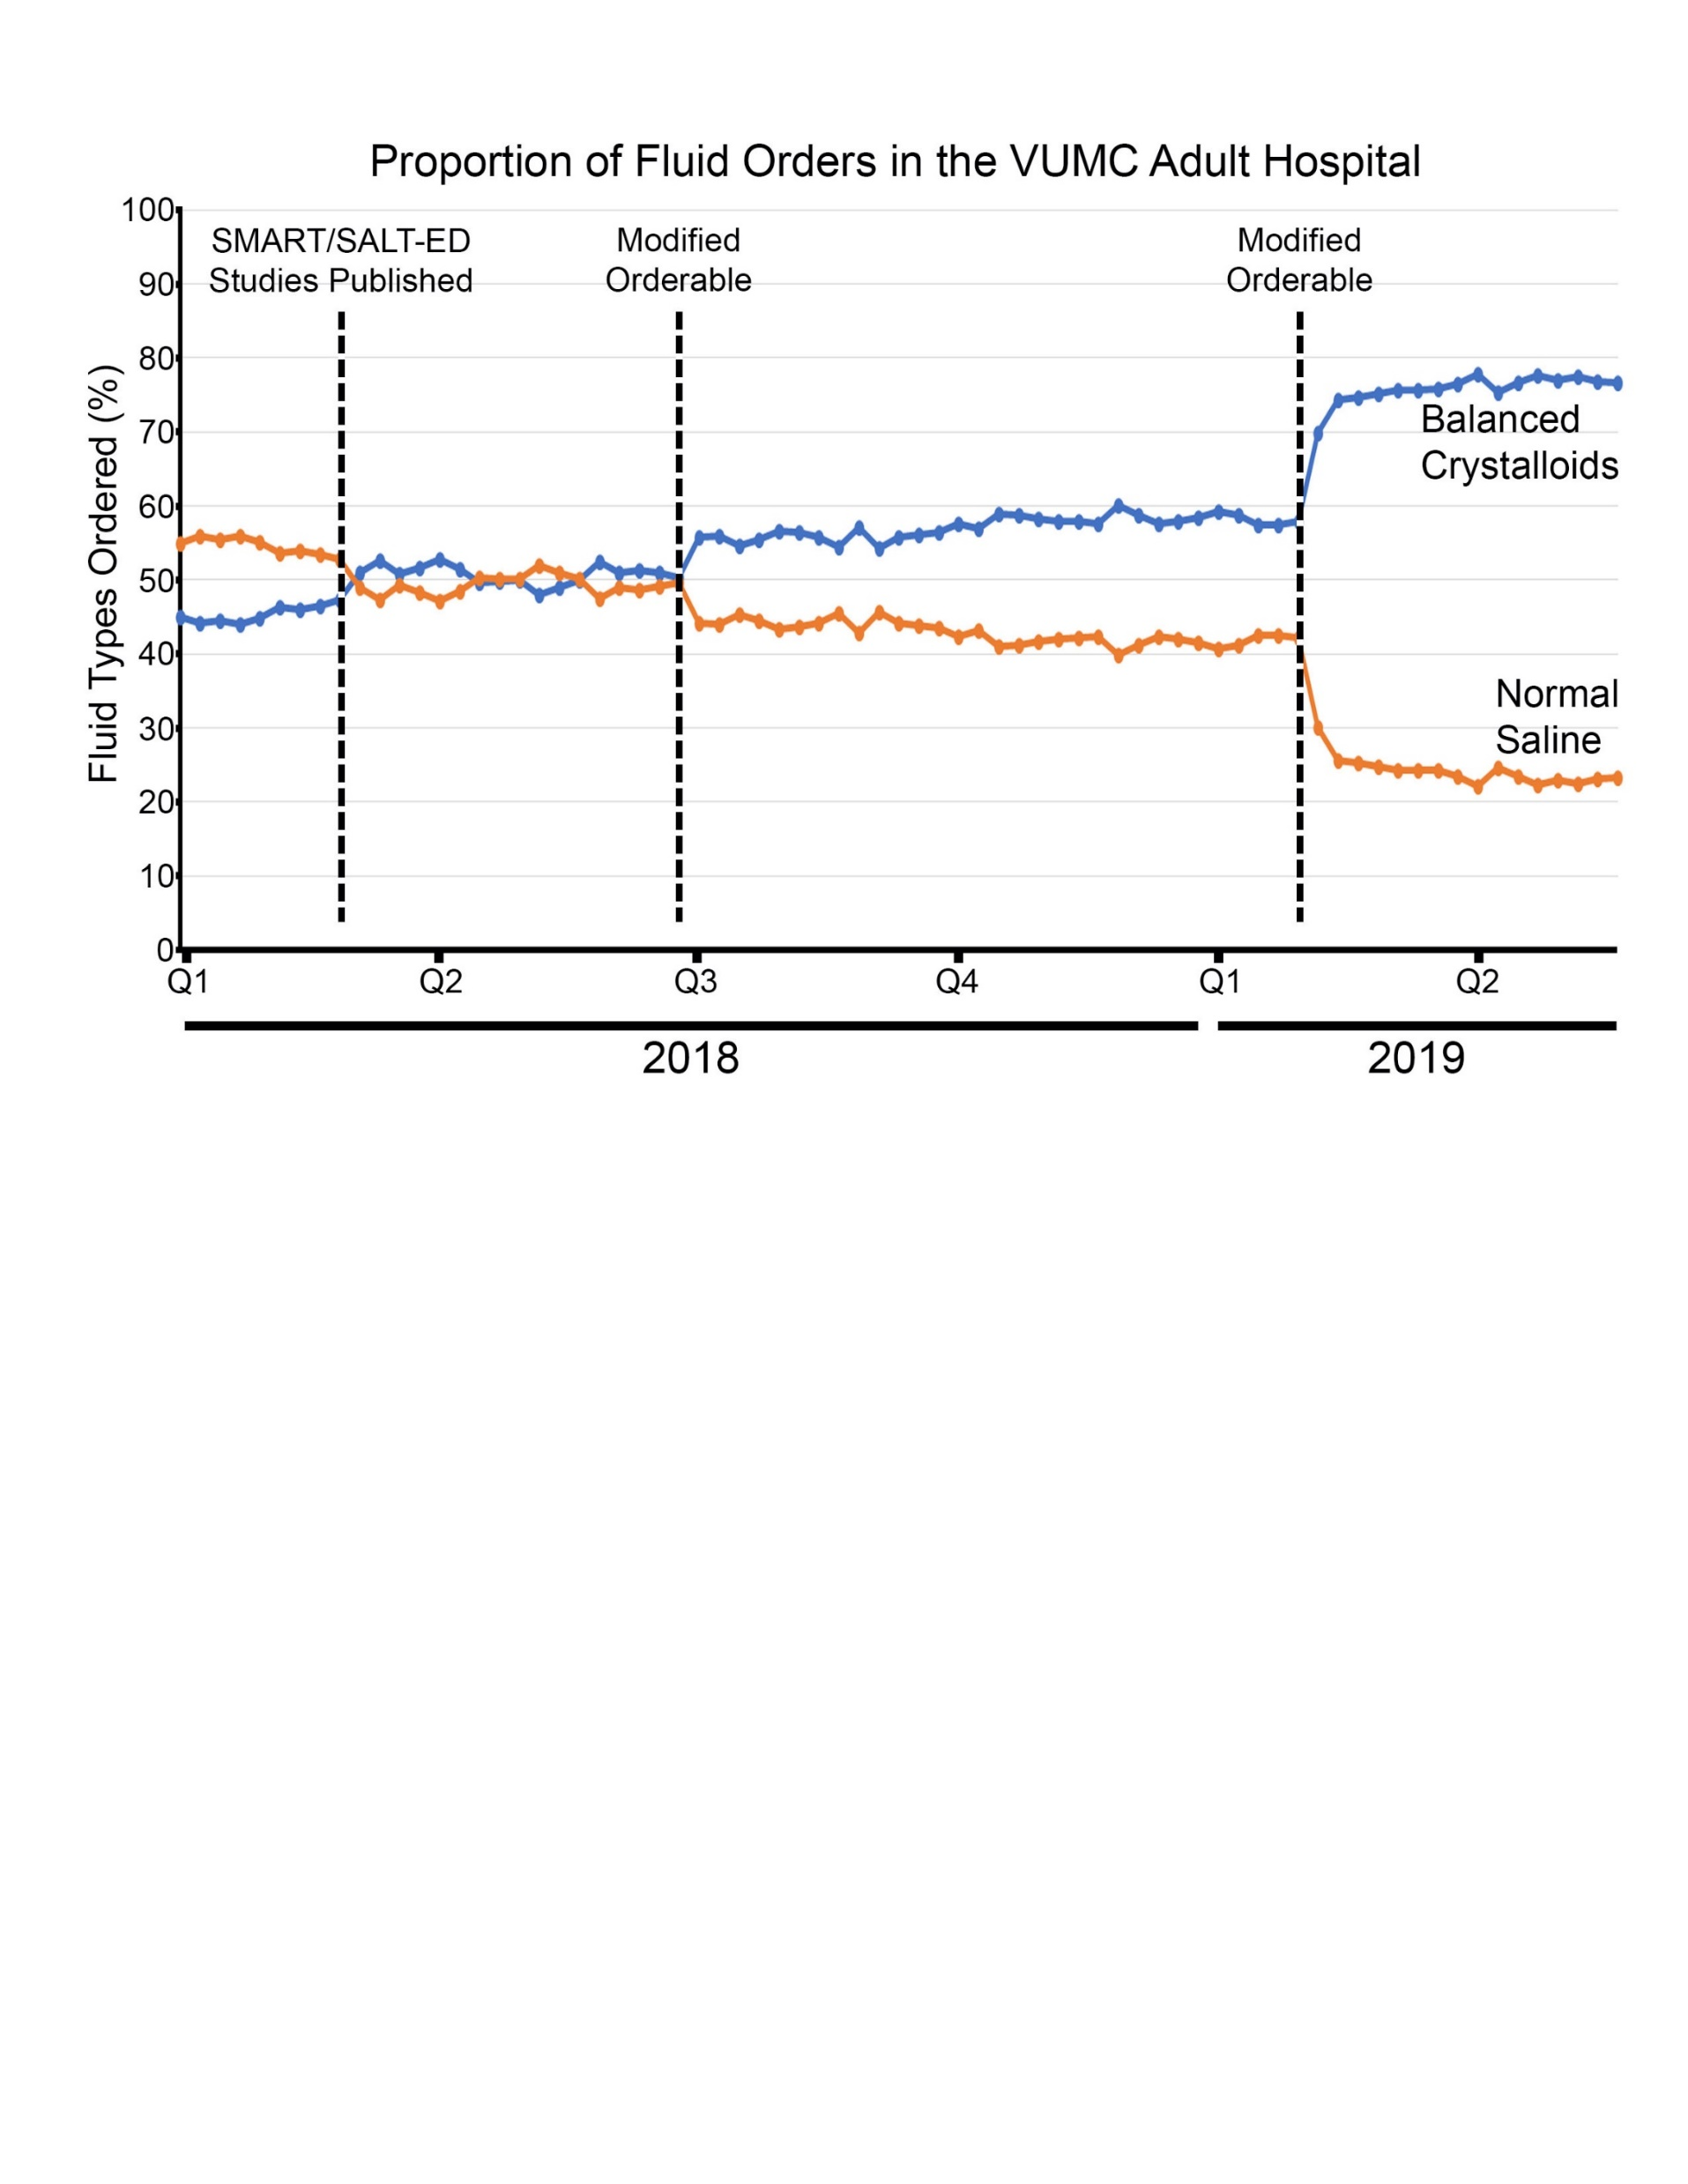 Proportion of Fluid Orders in the VUMC Adult Hospital
SMART/SALT-ED
Studies Published
Modified
Orderable
Modified
Orderable
Fluid Types Ordered (%)
100
90
80
70
60
50
40
30
20
10
0
Balanced
Crystalloids
Normal
Saline
Q1 Q2 Q3 Q4 Q1 Q2
2018 2019